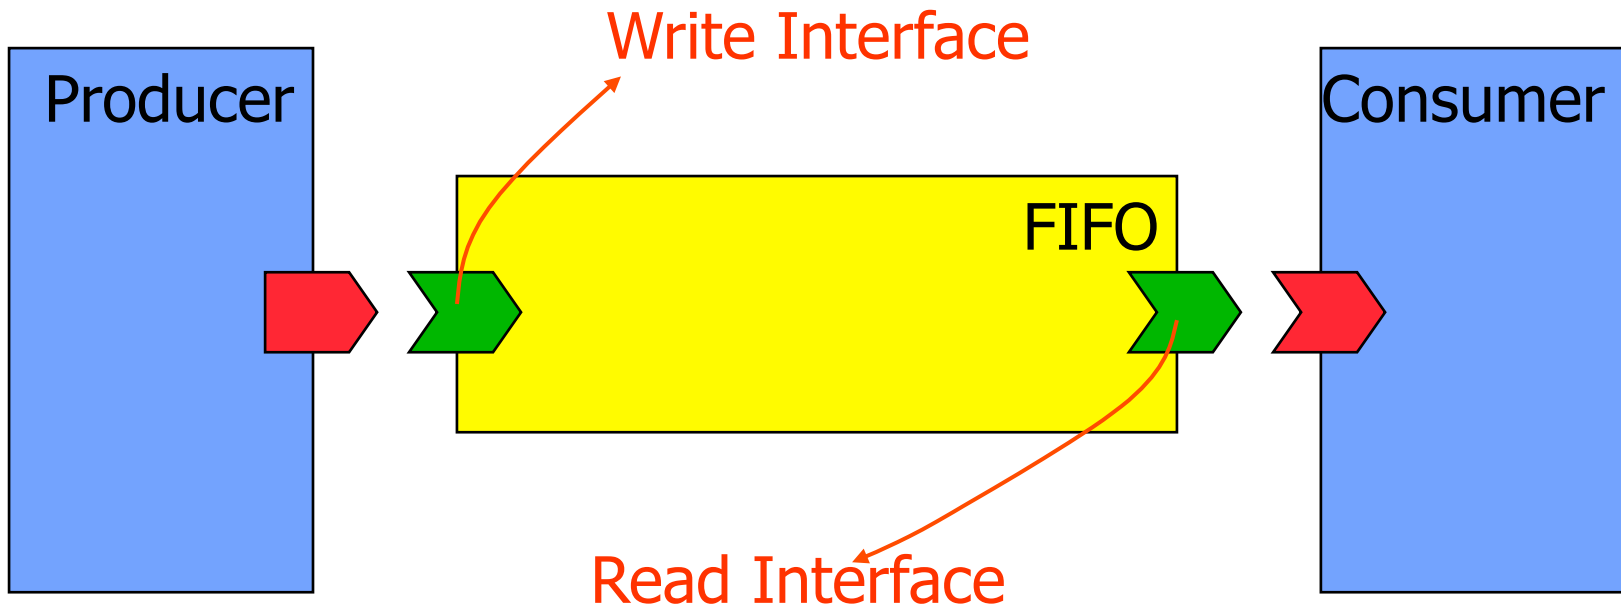 Write Interface
Producer
Consumer
FIFO
Read Interface